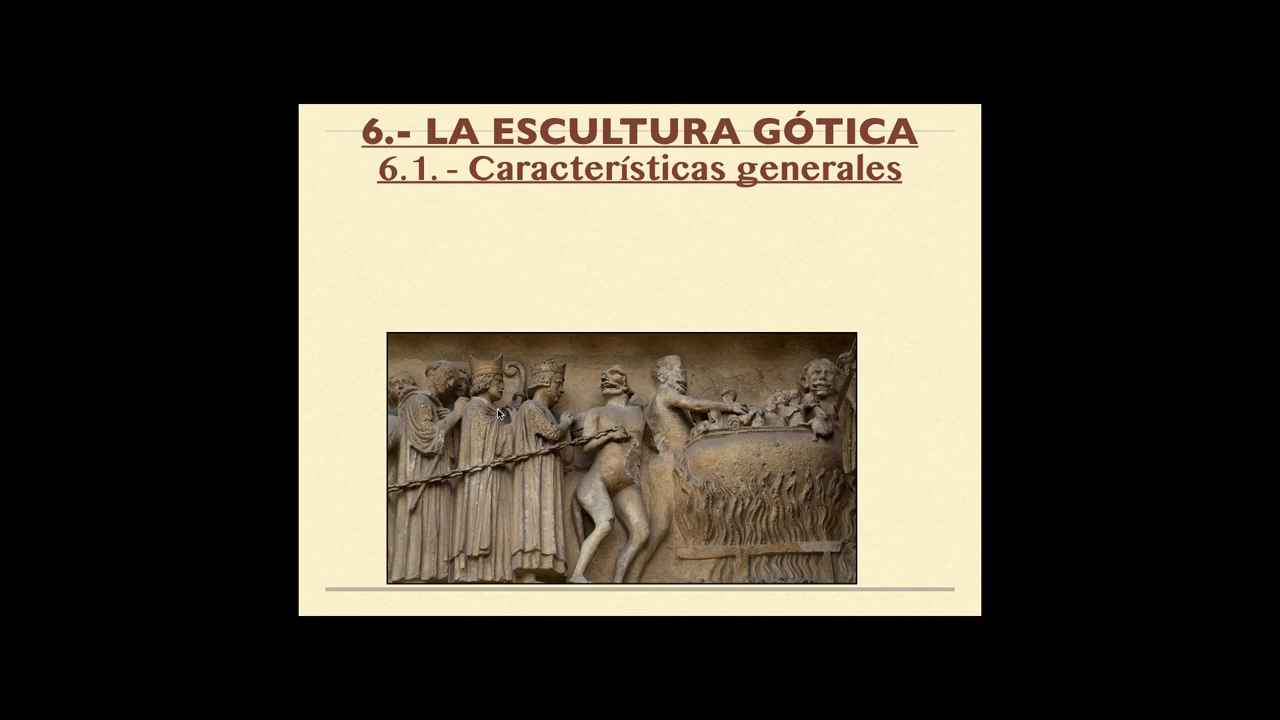 6.- LA ESCULTURA GÓTICA
6.1. - Características generales